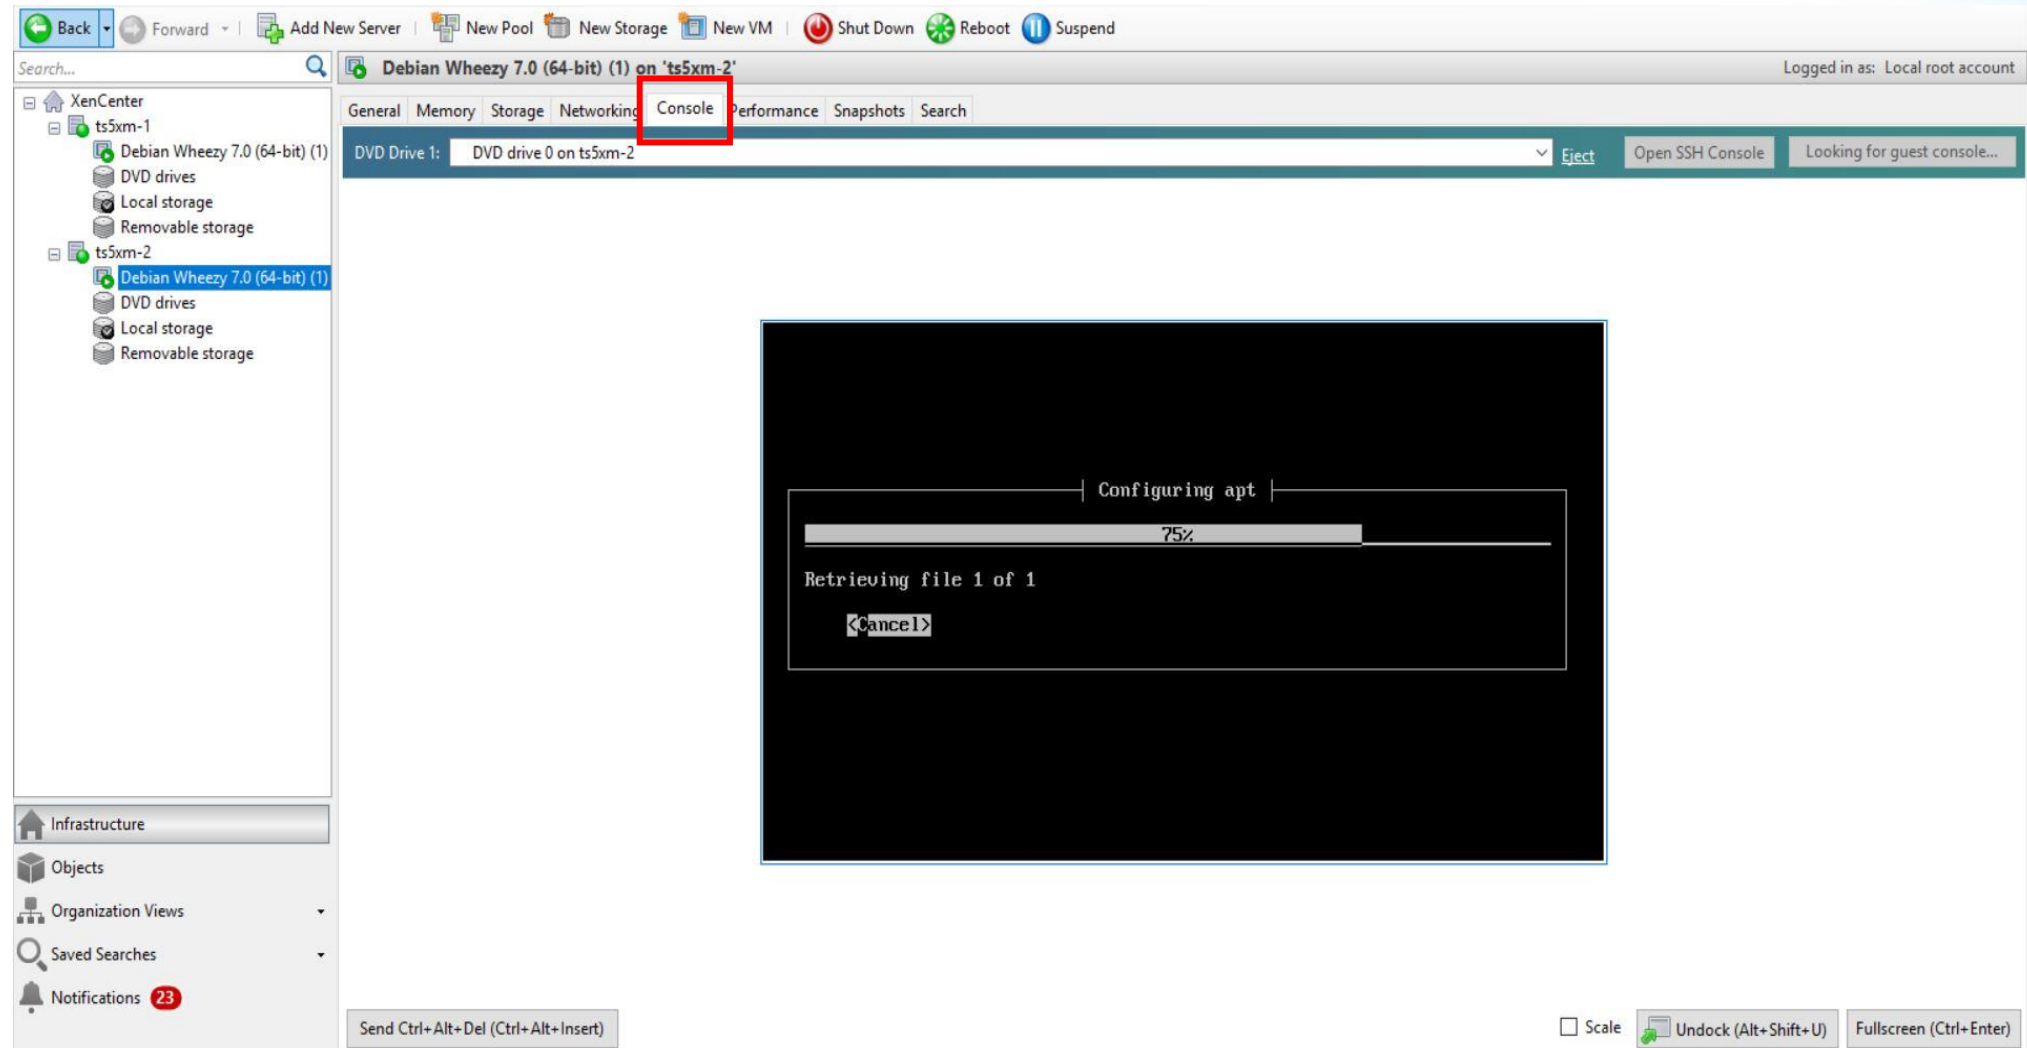 Back Forward Add New Server New Pool New Storage New VM Shut Down Reboot Suspend
Search... Debian Wheezy 7.0 (64-bit) (1) on 'ts5xm-2' Logged in as: Local root account
XenCenter
ts5xm-1
Debian Wheezy 7.0 (64-bit) (1)
DVD drives
Local storage
Removable storage
ts5xm-2
Debian Wheezy 7.0 (64-bit) (1)
DVD drives
Local storage
Removable storage
General Memory Storage Networking Console Performance Snapshots Search
DVD Drive 1: DVD drive 0 on ts5xm-2 Eject Open SSH Console Looking for guest console...
Configuring apt
75%
Retrieving file 1 of 1
<Cancel>
Infrastructure
Objects
Organization Views
Saved Searches
Notifications 23
Send Ctrl+Alt+Del (Ctrl+Alt+Insert) Scale Undock (Alt+Shift+U) Fullscreen (Ctrl+Enter)